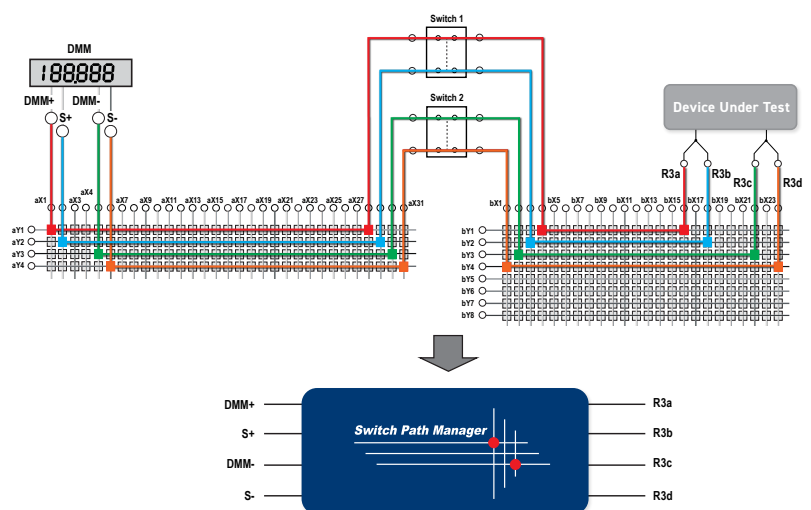 Switch 1
DMM
188,888
DMM+
S+
DMM-
S-
Switch 2
Device Under Test
R3a
R3b
R3c
R3d
aX1
aX3
aX4
aX7
aX9
aX11
aX13
aX15
aX17
aX19
aX21
aX23
aX25
aX27
aX31
aY1
aY2
aY3
aY4
bX1
bX5
bX7
bX9
bX11
bX13
bX15
bX17
bX19
bX21
bX23
bY1
bY2
bY3
bY4
bY5
bY6
bY7
bY8
DMM+
S+
DMM-
S-
Switch Path Manager
R3a
R3b
R3c
R3d